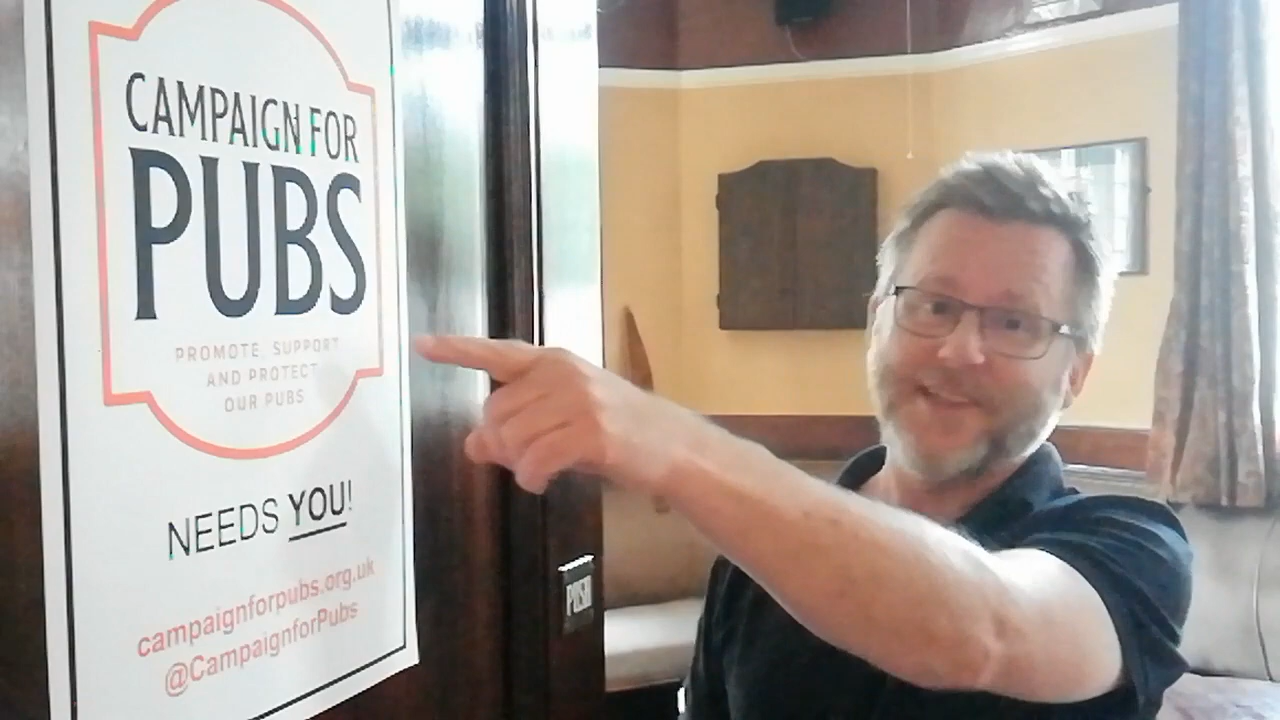 CAMPAIGN FOR
PUBS
PROMOTE, SUPPORT
AND PROTECT
OUR PUBS
NEEDS YOU!
campaignforpubs.org.uk
@CampaignforPubs
PUSH